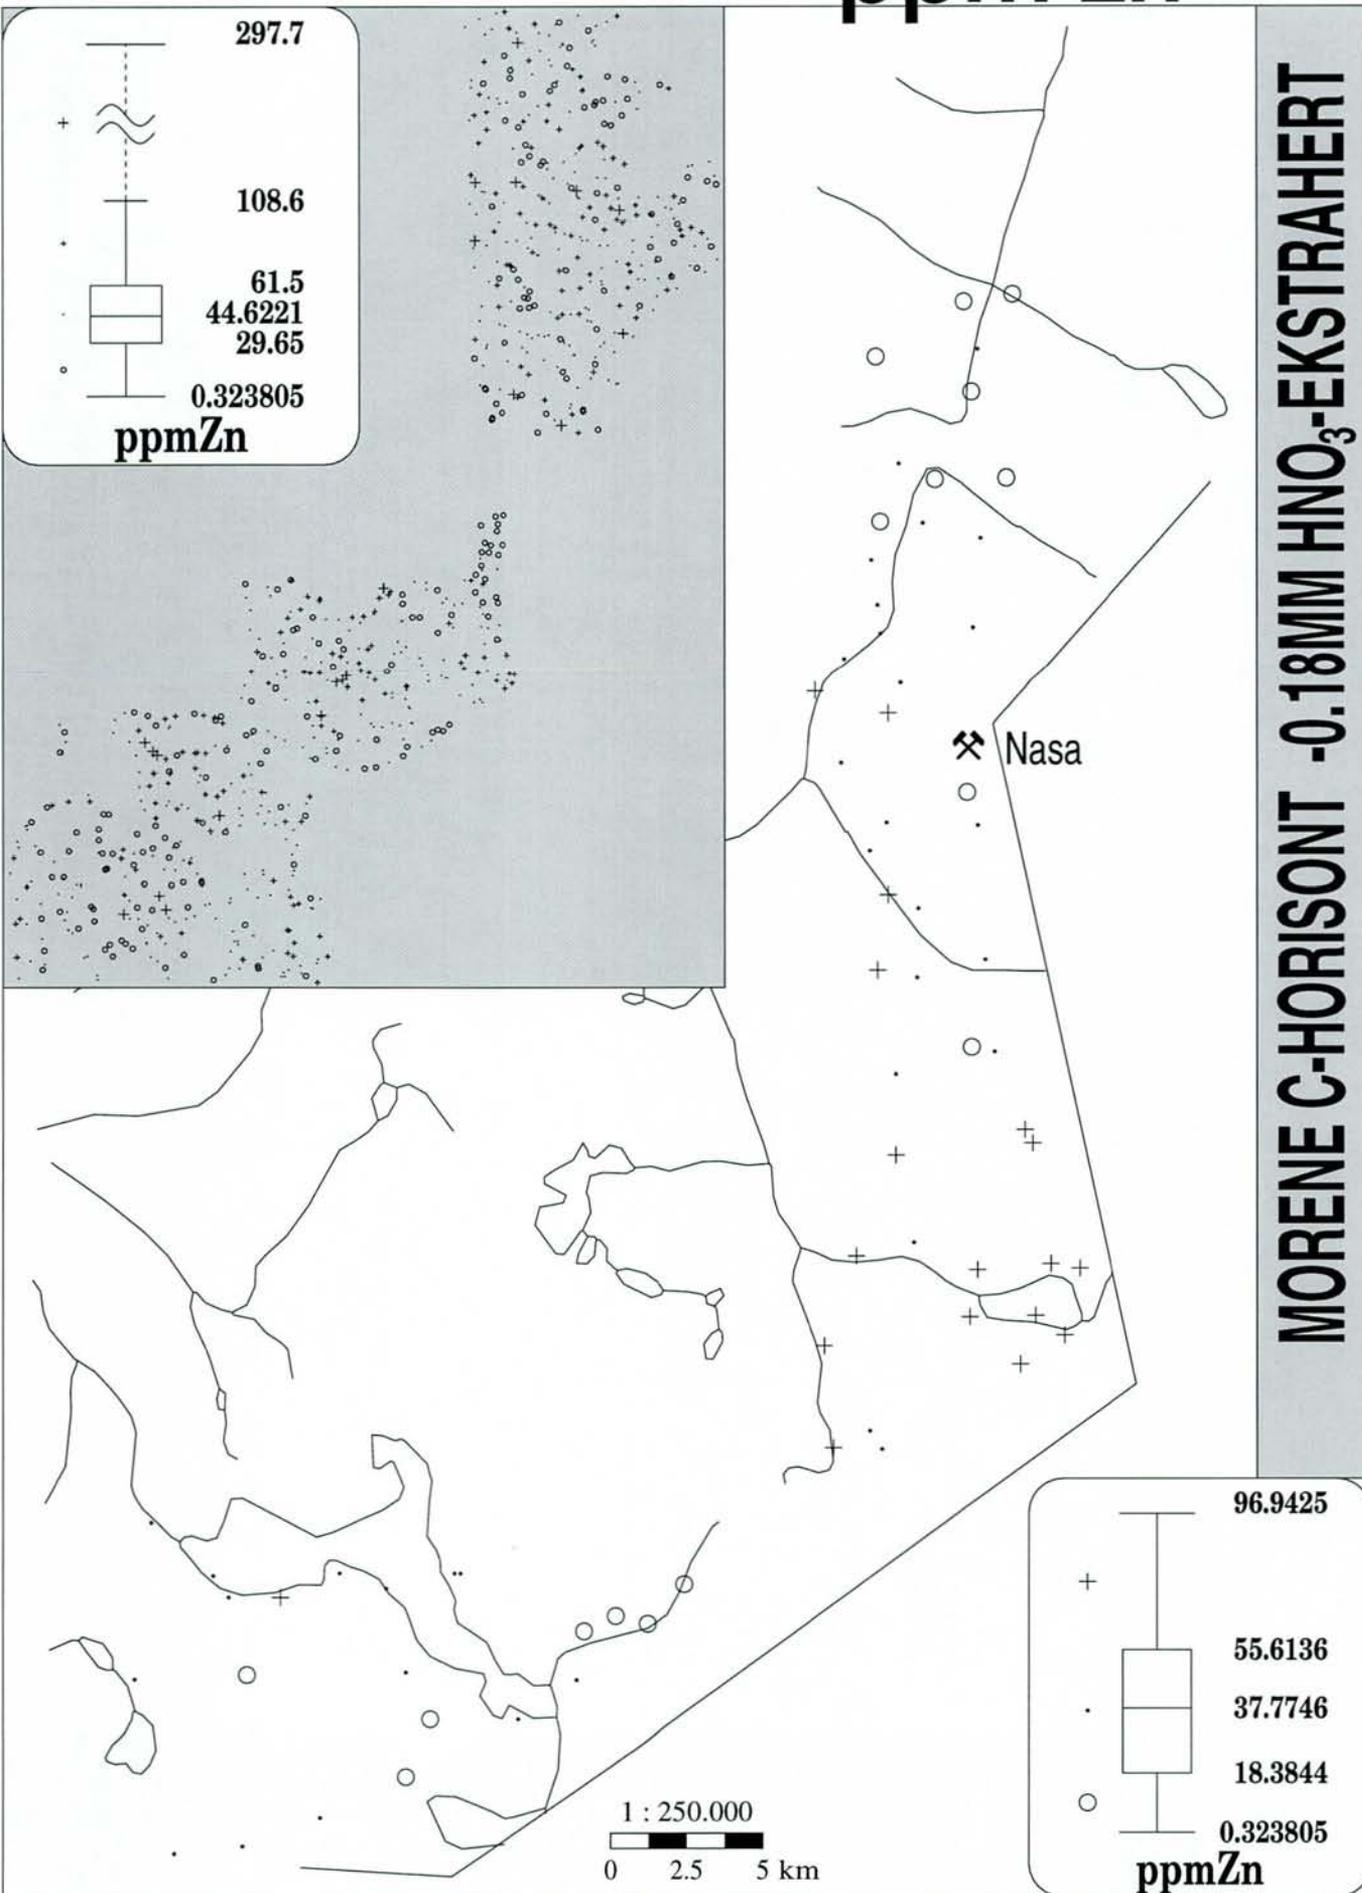 ppm Zn
297.7
108.6
61.5
44.6221
29.65
0.323805
ppmZn
Nasa
MORENE C-HORISONT -0.18MM HNO₃-EKSTRAHERT
96.9425
55.6136
37.7746
18.3844
0.323805
ppmZn
1 : 250.000
0 2.5 5 km